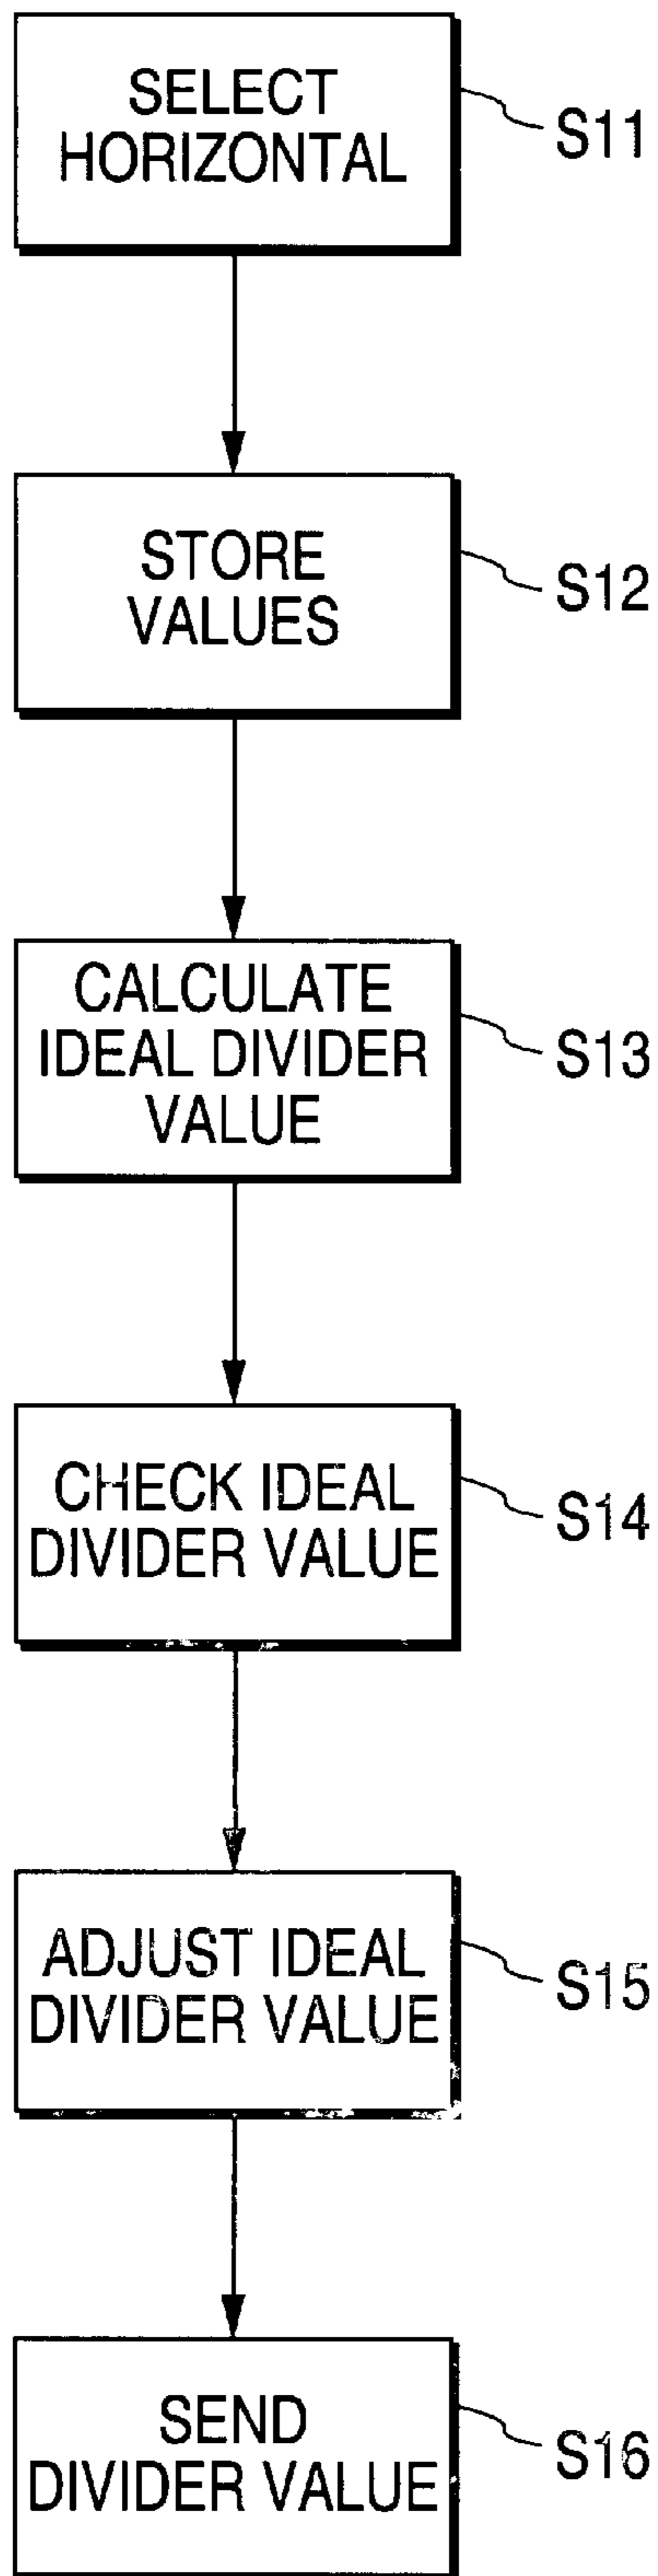 SELECT
HORIZONTAL
S11
STORE
VALUES
S12
CALCULATE
IDEAL DIVIDER
VALUE
S13
CHECK IDEAL
DIVIDER VALUE
S14
ADJUST IDEAL
DIVIDER VALUE
S15
SEND
DIVIDER VALUE
S16